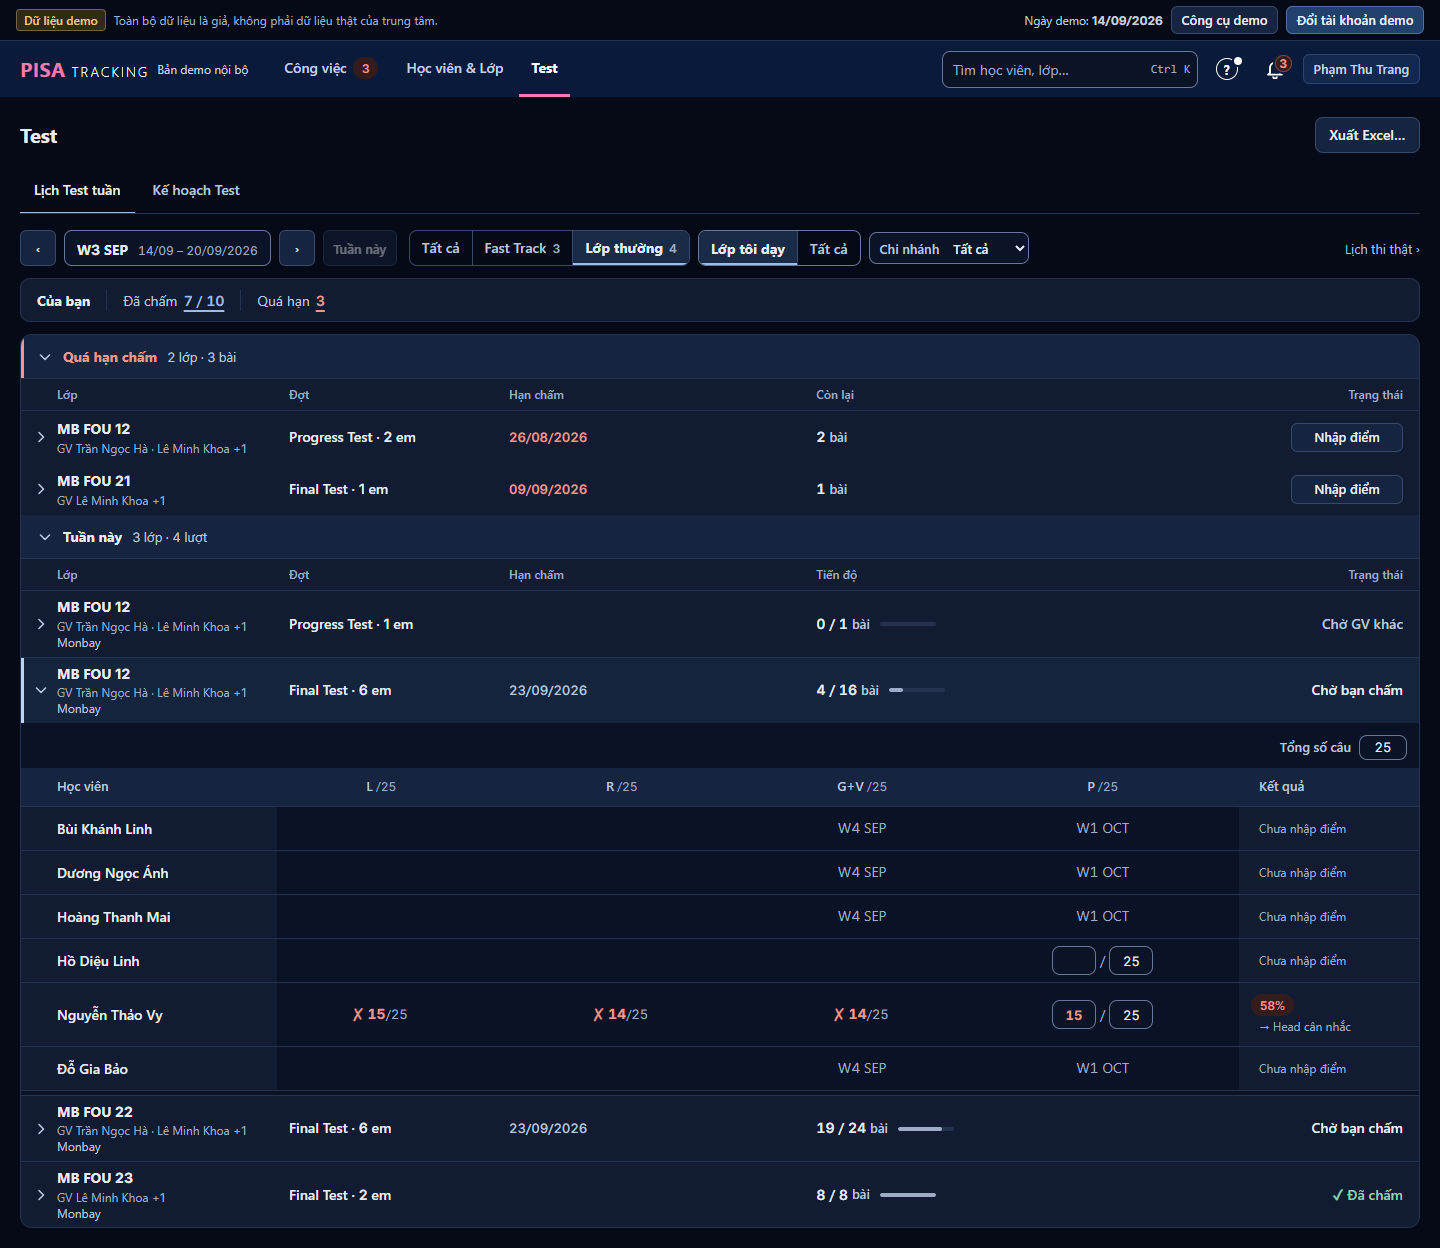 Dữ liệu demo Toàn bộ dữ liệu là giả, không phải dữ liệu thật của trung tâm. Ngày demo: 14/09/2026 Công cụ demo Đổi tài khoản demo
PISA TRACKING Bản demo nội bộ Công việc 3 Học viên & Lớp Test Tìm học viên, lớp... Ctrl K ? 3 Phạm Thu Trang
Test Xuất Excel...
Lịch Test tuần Kế hoạch Test
‹ W3 SEP 14/09 – 20/09/2026 › Tuần này Tất cả Fast Track 3 Lớp thường 4 Lớp tôi dạy Tất cả Chi nhánh Tất cả Lịch thi thật ›
Của bạn Đã chấm 7 / 10 Quá hạn 3
Quá hạn chấm 2 lớp · 3 bài
Lớp Đợt Hạn chấm Còn lại Trạng thái
MB FOU 12
GV Trần Ngọc Hà · Lê Minh Khoa +1
Progress Test · 2 em 26/08/2026 2 bài Nhập điểm
MB FOU 21
GV Lê Minh Khoa +1
Final Test · 1 em 09/09/2026 1 bài Nhập điểm
Tuần này 3 lớp · 4 lượt
Lớp Đợt Hạn chấm Tiến độ Trạng thái
MB FOU 12
GV Trần Ngọc Hà · Lê Minh Khoa +1
Monbay
Progress Test · 1 em 0 / 1 bài Chờ GV khác
MB FOU 12
GV Trần Ngọc Hà · Lê Minh Khoa +1
Monbay
Final Test · 6 em 23/09/2026 4 / 16 bài Chờ bạn chấm
Tổng số câu 25
Học viên L /25 R /25 G+V /25 P /25 Kết quả
Bùi Khánh Linh W4 SEP W1 OCT Chưa nhập điểm
Dương Ngọc Ánh W4 SEP W1 OCT Chưa nhập điểm
Hoàng Thanh Mai W4 SEP W1 OCT Chưa nhập điểm
Hồ Diệu Linh / 25 Chưa nhập điểm
Nguyễn Thảo Vy ✗ 15/25 ✗ 14/25 ✗ 14/25 15 / 25 58%
→ Head cân nhắc
Đỗ Gia Bảo W4 SEP W1 OCT Chưa nhập điểm
MB FOU 22
GV Trần Ngọc Hà · Lê Minh Khoa +1
Monbay
Final Test · 6 em 23/09/2026 19 / 24 bài Chờ bạn chấm
MB FOU 23
GV Lê Minh Khoa +1
Monbay
Final Test · 2 em 8 / 8 bài ✓ Đã chấm